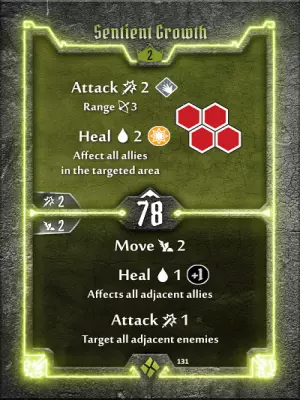 Sentient Growth
2
Attack 2
Range 3
Heal 2
Affect all allies
in the targeted area
2
78
2
Move 2
Heal 1 +1
Affects all adjacent allies
Attack 1
Target all adjacent enemies
131